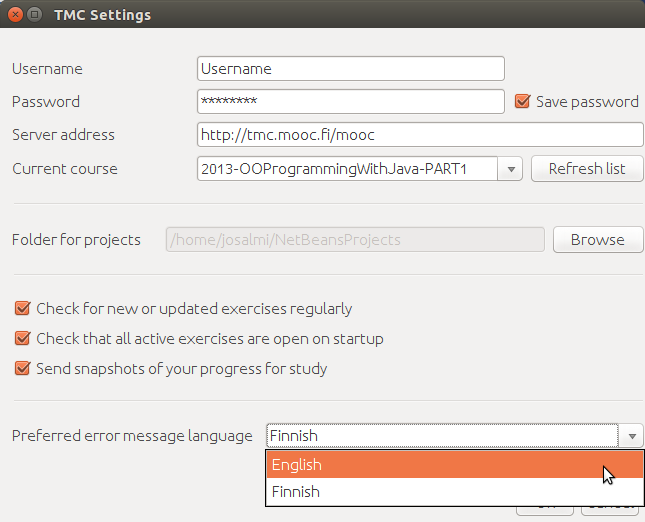 TMC Settings
Username Username
Password ******** Save password
Server address http://tmc.mooc.fi/mooc
Current course 2013-OOProgrammingWithJava-PART1 Refresh list
Folder for projects /home/josalmi/NetBeansProjects Browse
Check for new or updated exercises regularly
Check that all active exercises are open on startup
Send snapshots of your progress for study
Preferred error message language Finnish
English
Finnish